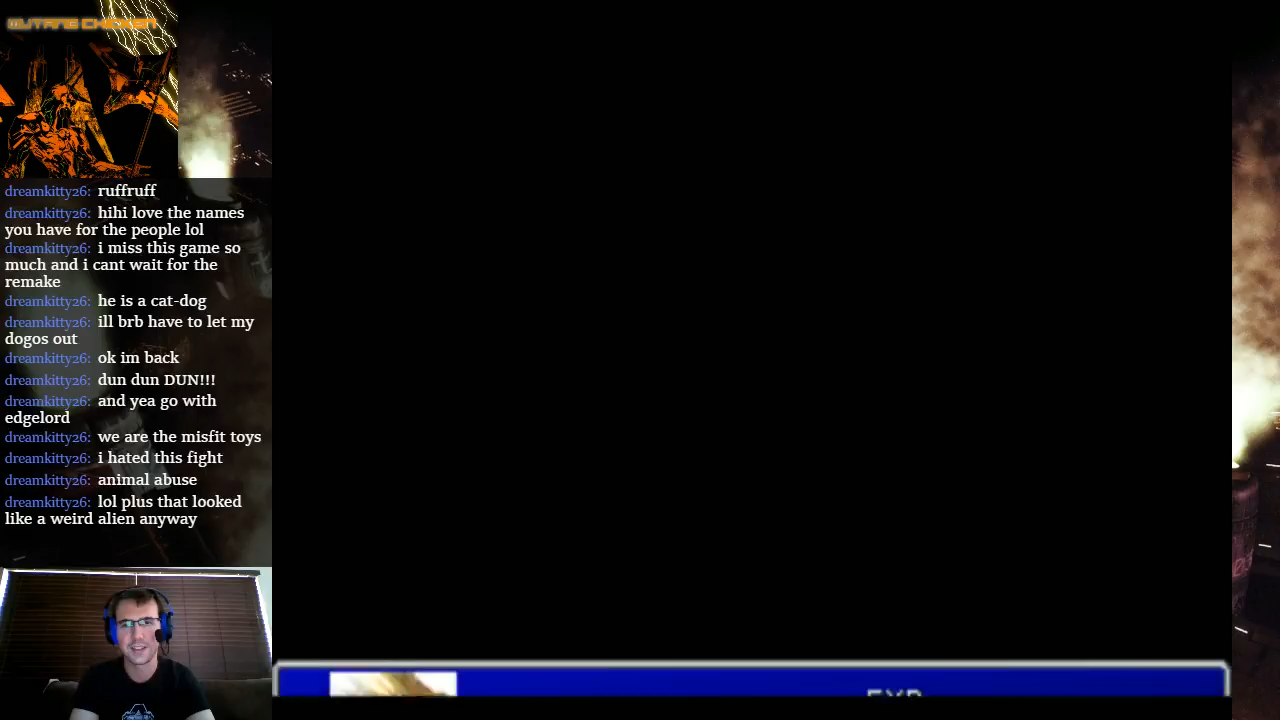 WUTANG CHICKEN
dreamkitty26: ruffruff
dreamkitty26: hihi love the names
you have for the people lol
dreamkitty26: i miss this game so
much and i cant wait for the
remake
dreamkitty26: he is a cat-dog
dreamkitty26: ill brb have to let my
dogos out
dreamkitty26: ok im back
dreamkitty26: dun dun DUN!!!
dreamkitty26: and yea go with
edgelord
dreamkitty26: we are the misfit toys
dreamkitty26: i hated this fight
dreamkitty26: animal abuse
dreamkitty26: lol plus that looked
like a weird alien anyway
EXP